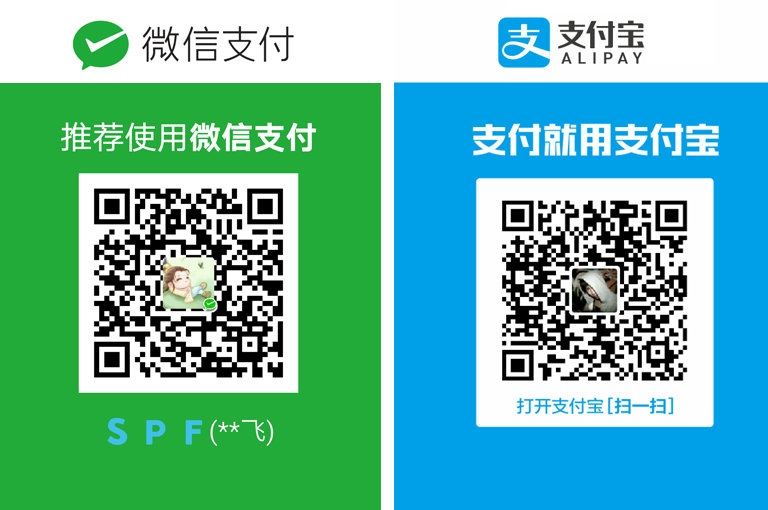 微信支付
推荐使用微信支付
S P F(**飞)
支付宝
ALIPAY
支付就用支付宝
打开支付宝[扫一扫]